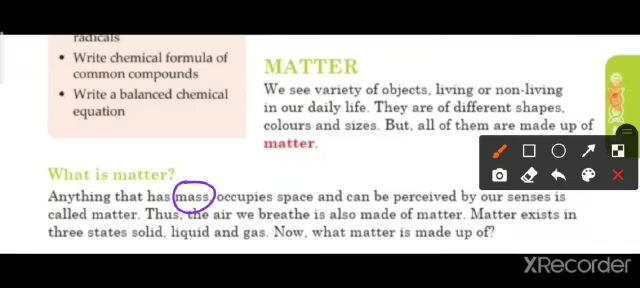 radicals
• Write chemical formula of
common compounds
• Write a balanced chemical
equation
MATTER
We see variety of objects, living or non-living
in our daily life. They are of different shapes,
colours and sizes. But, all of them are made up of
matter.
What is matter?
Anything that has mass, occupies space and can be perceived by our senses is
called matter. Thus, the air we breathe is also made of matter. Matter exists in
three states solid, liquid and gas. Now, what matter is made up of?
XRecorder